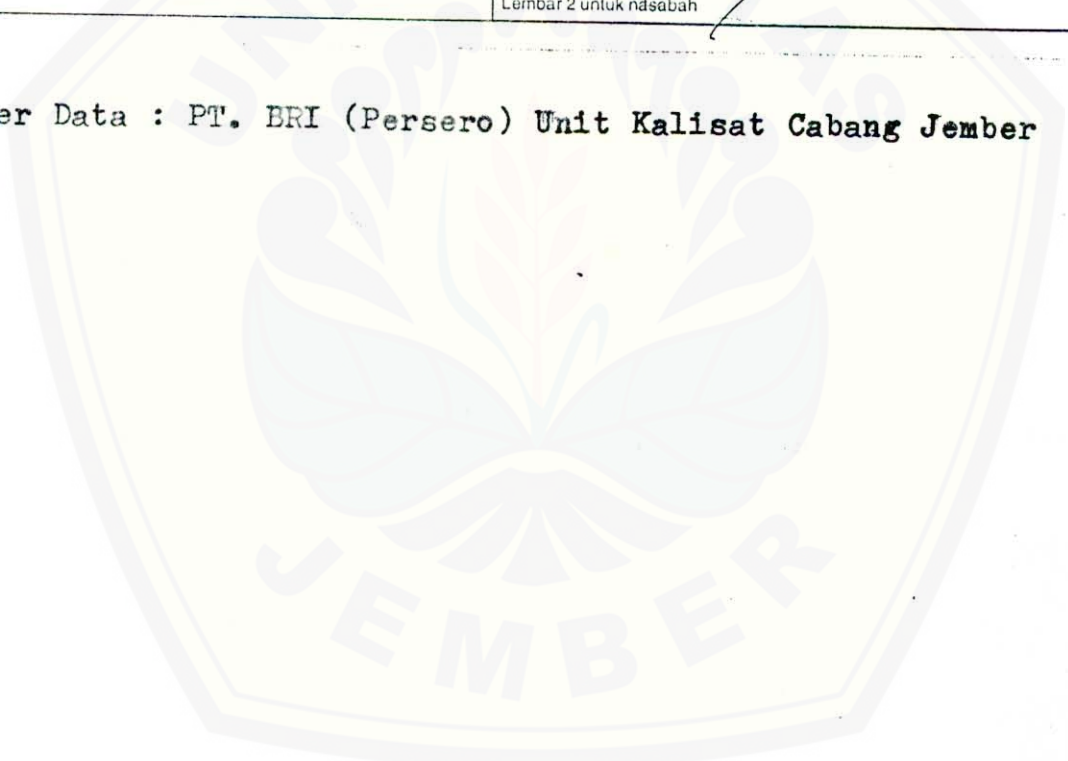 Lembar 2 untuk nasabah
er Data : PT. BRI (Persero) Unit Kalisat Cabang Jember
JEMBER